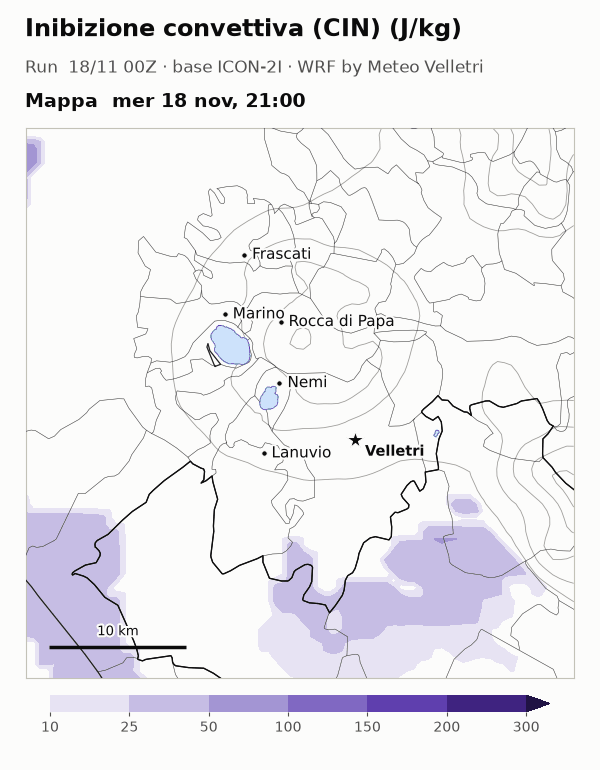 Inibizione convettiva (CIN) (J/kg)
Run  18/11 00Z · base ICON-2I · WRF by Meteo Velletri
Mappa  mer 18 nov, 21:00
Frascati
Marino
Rocca di Papa
Nemi
Velletri
Lanuvio
10 km
10 25 50 100 150 200 300